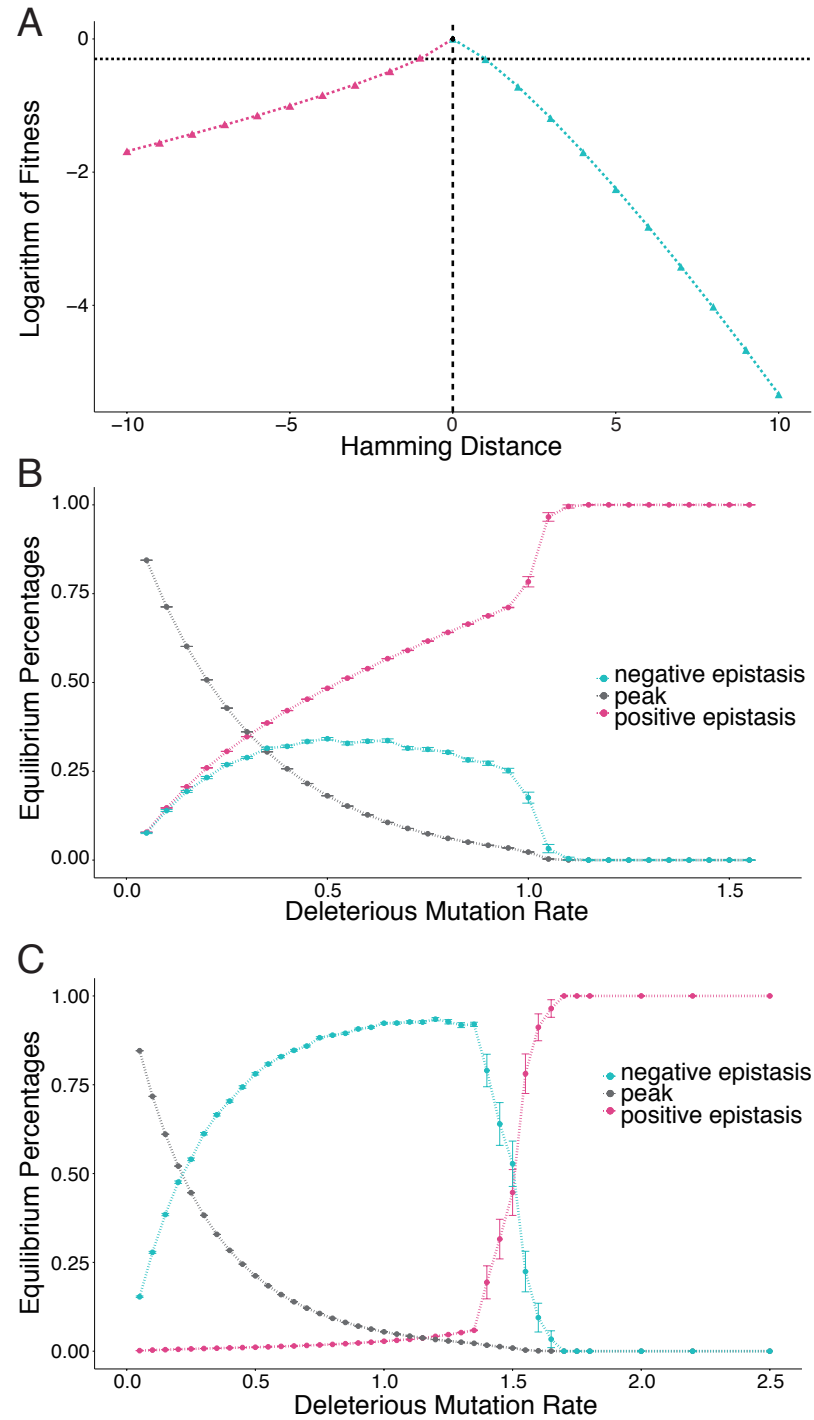 A
Logarithm of Fitness
0
−2
−4
−10
−5
0
5
10
Hamming Distance
B
Equilibrium Percentages
1.00
0.75
0.50
0.25
0.00
negative epistasis
peak
positive epistasis
0.0
0.5
1.0
1.5
Deleterious Mutation Rate
C
Equilibrium Percentages
1.00
0.75
0.50
0.25
0.00
negative epistasis
peak
positive epistasis
0.0
0.5
1.0
1.5
2.0
2.5
Deleterious Mutation Rate